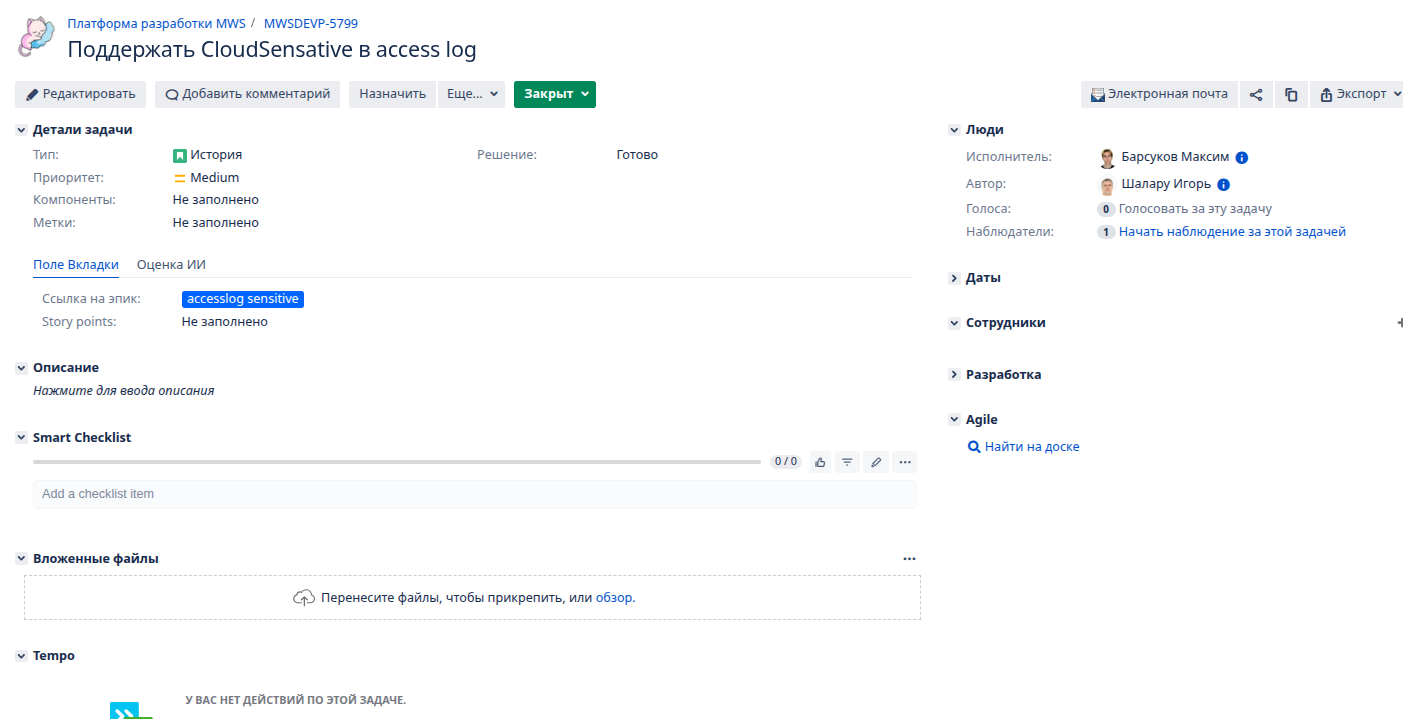 Платформа разработки MWS / MWSDEVP-5799
Поддержать CloudSensative в access log
Редактировать
Добавить комментарий
Назначить
Еще...
Закрыт
Электронная почта
Экспорт
Детали задачи
Тип: История
Решение: Готово
Приоритет: Medium
Компоненты: Не заполнено
Метки: Не заполнено
Поле Вкладки
Оценка ИИ
Ссылка на эпик: accesslog sensitive
Story points: Не заполнено
Описание
Нажмите для ввода описания
Smart Checklist
0 / 0
Add a checklist item
Вложенные файлы
Перенесите файлы, чтобы прикрепить, или обзор.
Tempo
У ВАС НЕТ ДЕЙСТВИЙ ПО ЭТОЙ ЗАДАЧЕ.
Люди
Исполнитель: Барсуков Максим
Автор: Шалару Игорь
Голоса: 0 Голосовать за эту задачу
Наблюдатели: 1 Начать наблюдение за этой задачей
Даты
Сотрудники
Разработка
Agile
Найти на доске